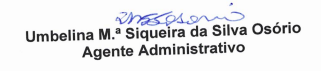 Umbelina M.ª Siqueira da Silva Osório
Agente Administrativo